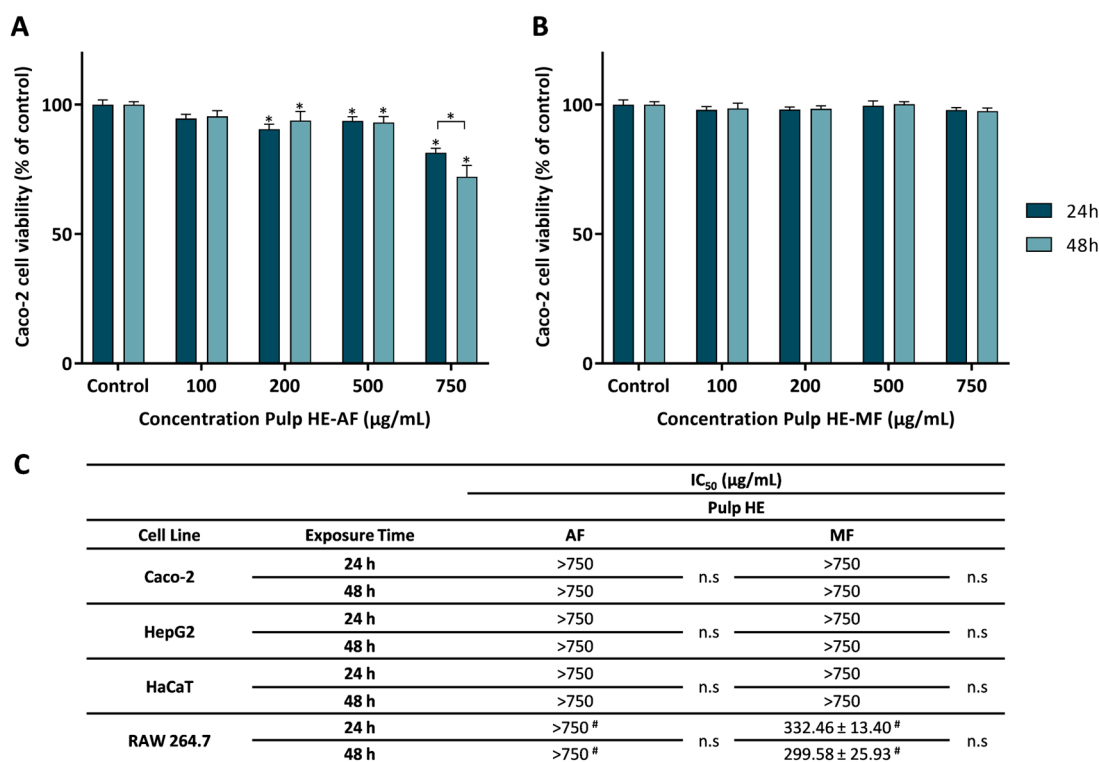 A
Caco-2 cell viability (% of control)
100
50
0
* * * * * * *
Control 100 200 500 750
Concentration Pulp HE-AF (µg/mL)
B
Caco-2 cell viability (% of control)
100
50
0
Control 100 200 500 750
Concentration Pulp HE-MF (µg/mL)
24h
48h
C
IC50 (µg/mL)
Pulp HE
Cell Line Exposure Time AF MF
Caco-2 24 h >750 n.s >750 n.s
48 h >750 >750
HepG2 24 h >750 n.s >750 n.s
48 h >750 >750
HaCaT 24 h >750 n.s >750 n.s
48 h >750 >750
RAW 264.7 24 h >750 # n.s 332.46 ± 13.40 # n.s
48 h >750 # 299.58 ± 25.93 #